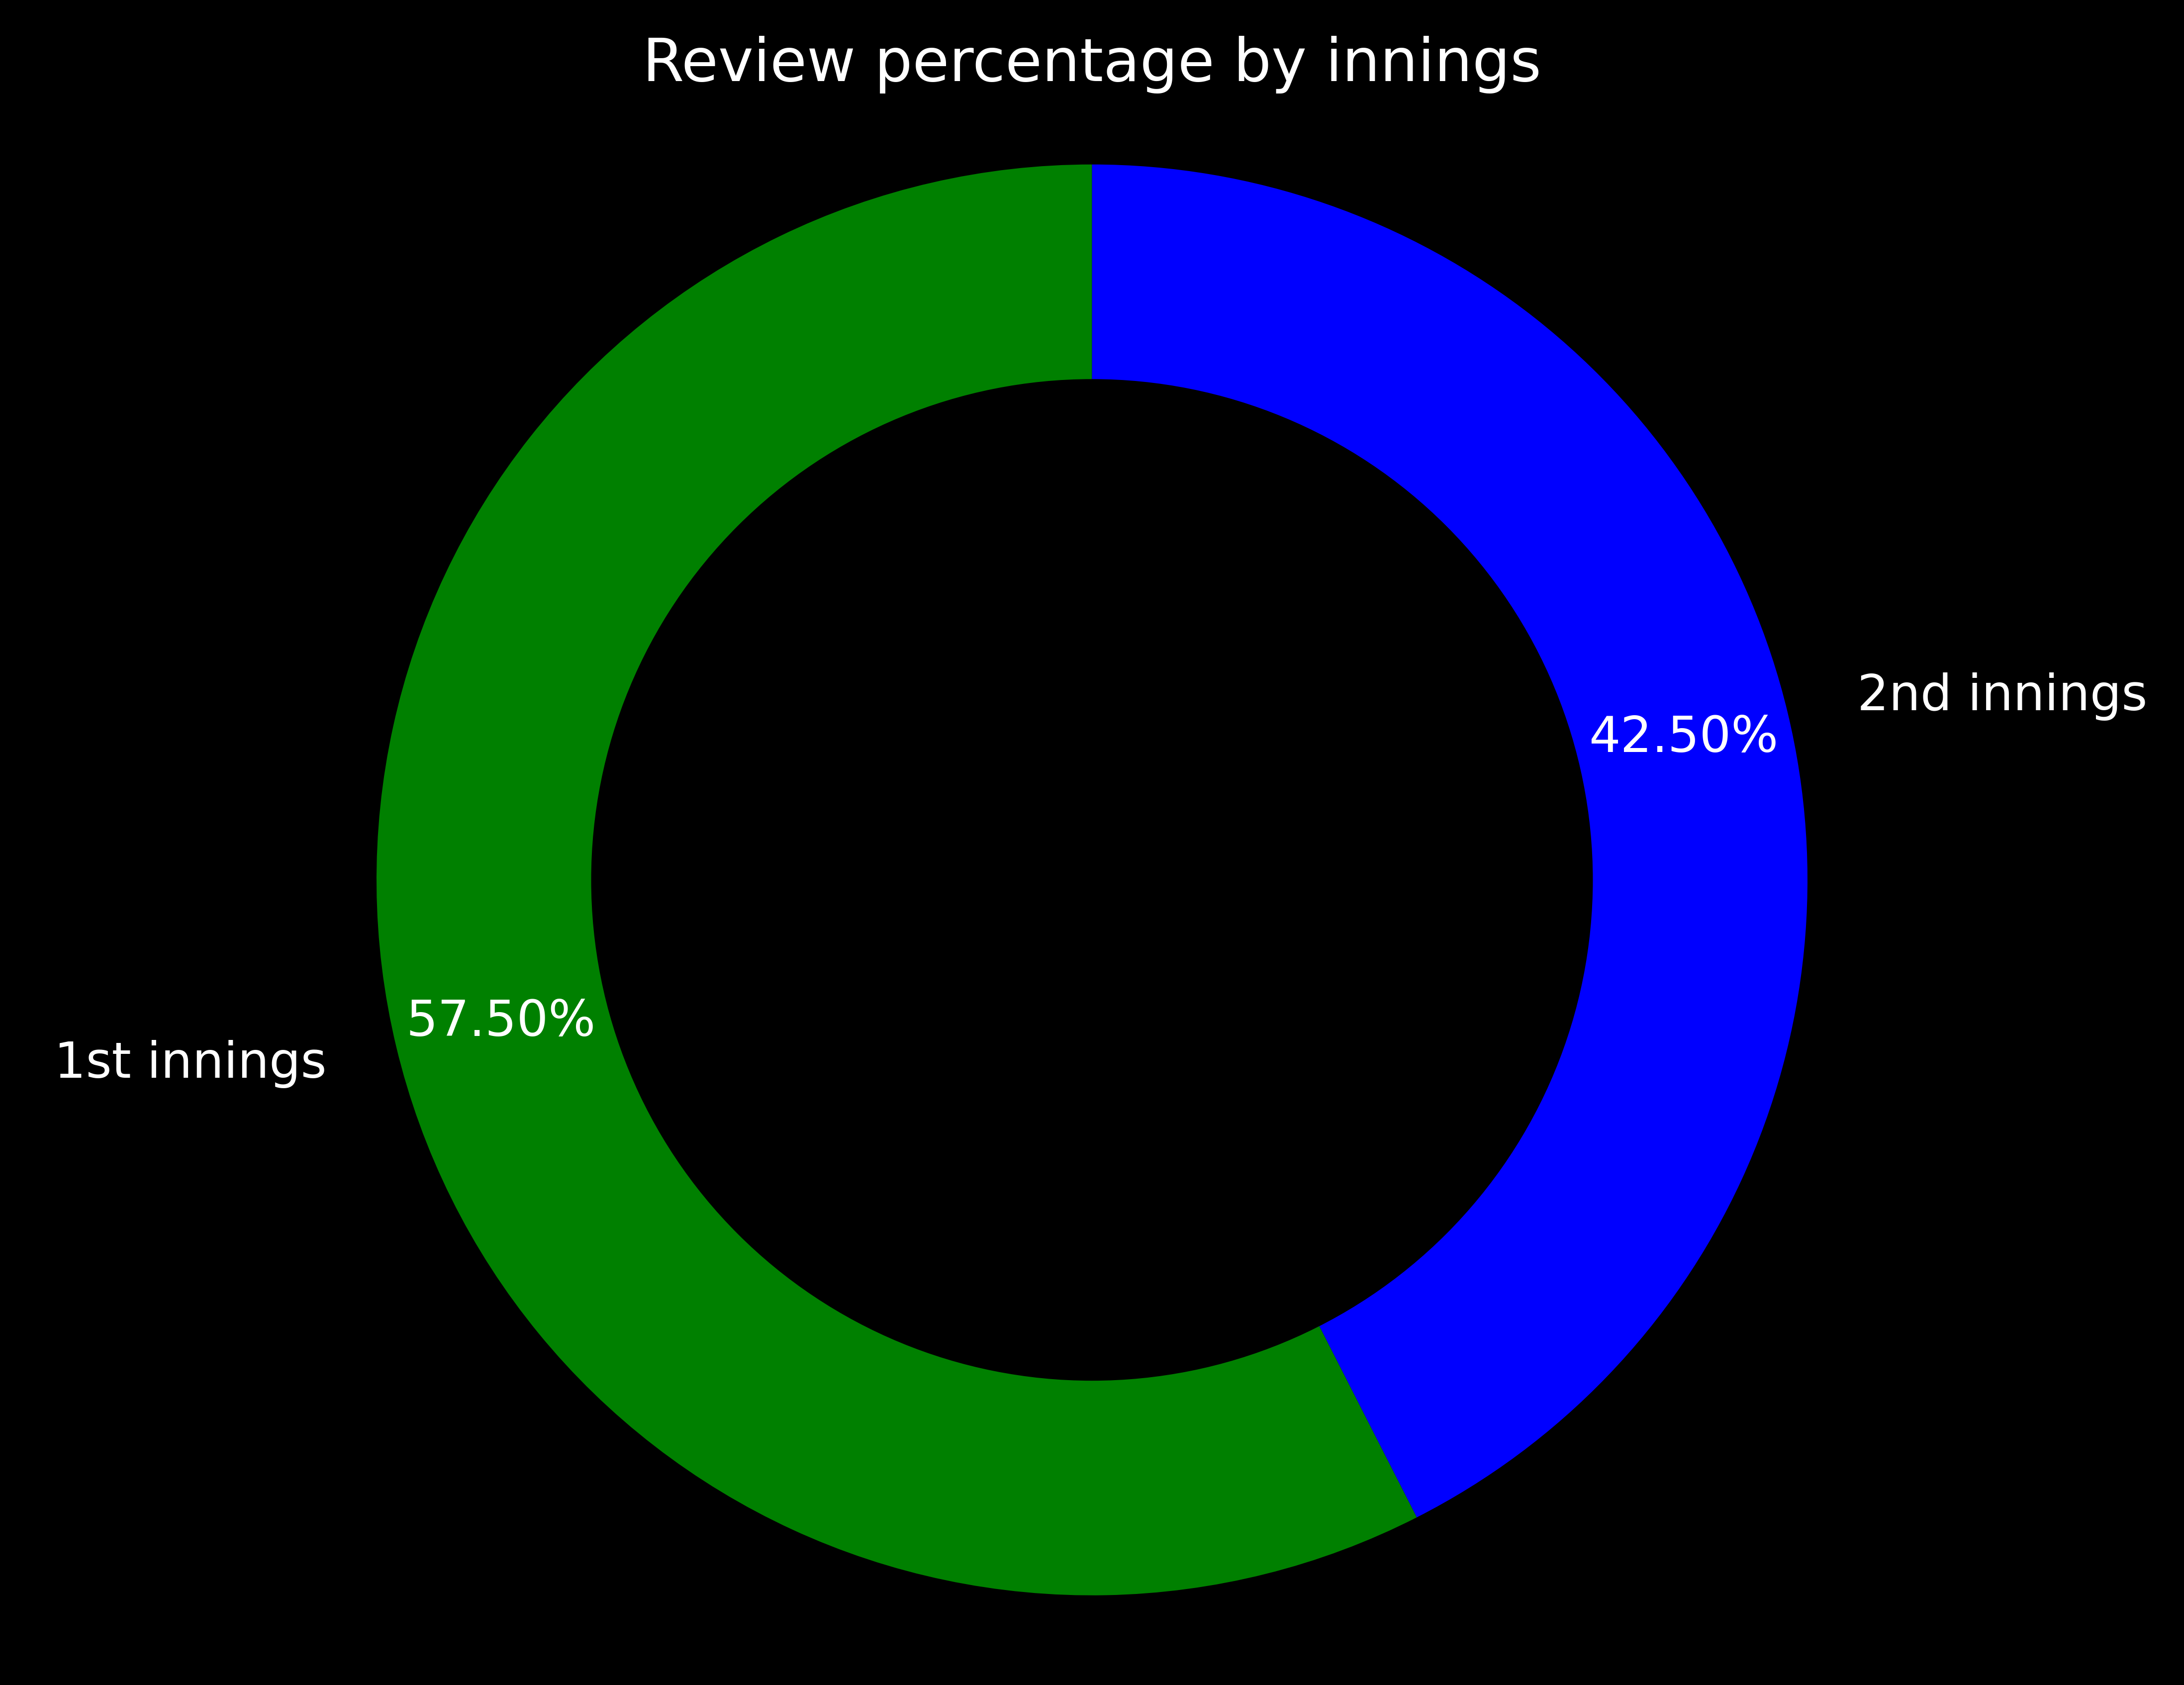 Review percentage by innings
2nd innings
42.50%
57.50%
1st innings